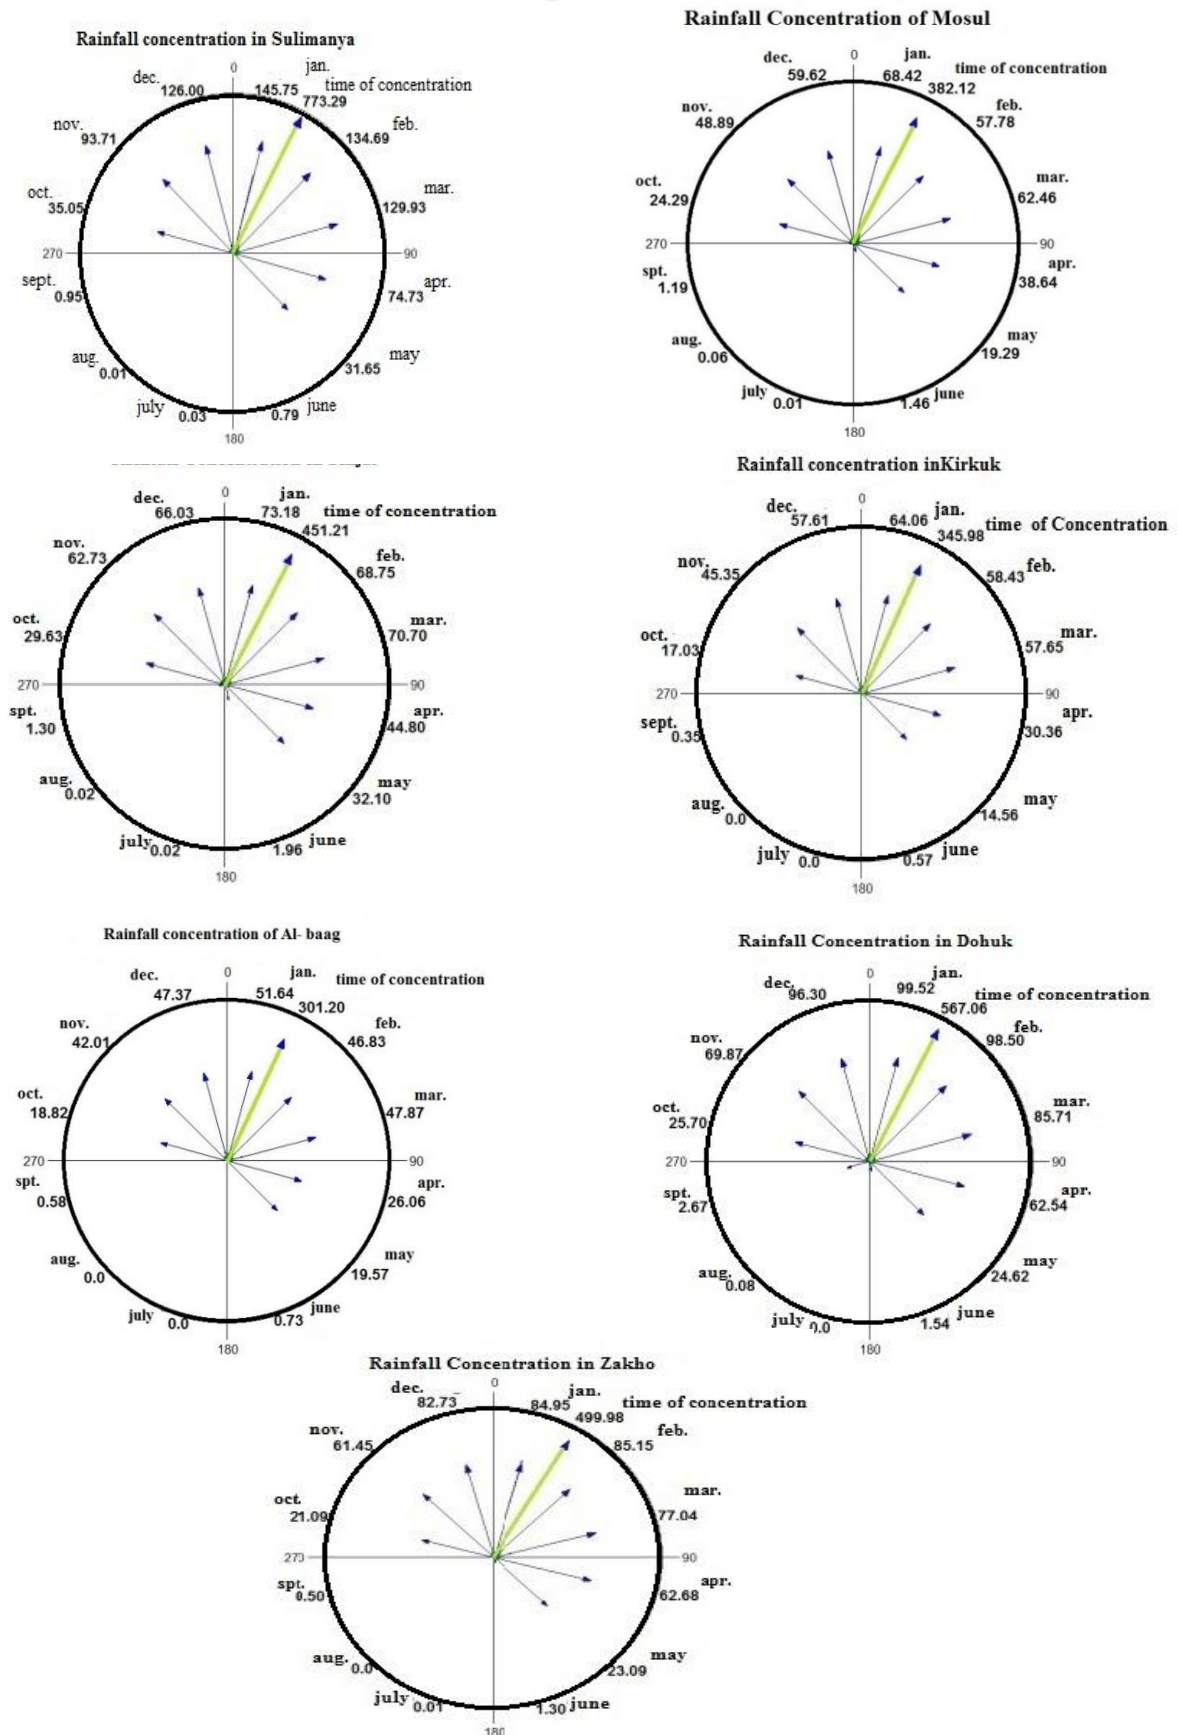 Rainfall concentration in Sulimanya
0
jan.
dec.
126.00
145.75
time of concentration
773.29
nov.
93.71
feb.
134.69
oct.
35.05
mar.
129.93
270
90
sept.
0.95
apr.
74.73
aug.
0.01
may
31.65
july
0.03
0.79
june
180
Rainfall Concentration of Mosul
0
jan.
dec.
59.62
68.42
time of concentration
382.12
nov.
48.89
feb.
57.78
oct.
24.29
mar.
62.46
270
90
spt.
1.19
apr.
38.64
aug.
0.06
may
19.29
july
0.01
1.46
june
180
0
jan.
dec.
66.03
73.18
time of concentration
451.21
nov.
62.73
feb.
68.75
oct.
29.63
mar.
70.70
270
90
spt.
1.30
apr.
44.80
aug.
0.02
may
32.10
july
0.02
1.96
june
180
Rainfall concentration inKirkuk
0
jan.
dec.
57.61
64.06
time of Concentration
345.98
nov.
45.35
feb.
58.43
oct.
17.03
mar.
57.65
270
90
sept.
0.35
apr.
30.36
aug.
0.0
may
14.56
july
0.0
0.57
june
180
Rainfall concentration of Al- baag
0
jan.
dec.
47.37
51.64
time of concentration
301.20
nov.
42.01
feb.
46.83
oct.
18.82
mar.
47.87
270
90
spt.
0.58
apr.
26.06
aug.
0.0
may
19.57
july
0.0
0.73
june
180
Rainfall Concentration in Dohuk
0
jan.
dec.
96.30
99.52
time of concentration
567.06
nov.
69.87
feb.
98.50
oct.
25.70
mar.
85.71
270
90
spt.
2.67
apr.
62.54
aug.
0.08
may
24.62
july
0.0
1.54
june
180
Rainfall Concentration in Zakho
0
jan.
dec.
82.73
84.95
time of concentration
499.98
nov.
61.45
feb.
85.15
oct.
21.09
mar.
77.04
270
90
spt.
0.50
apr.
62.68
aug.
0.0
may
23.09
july
0.01
1.30
june
180